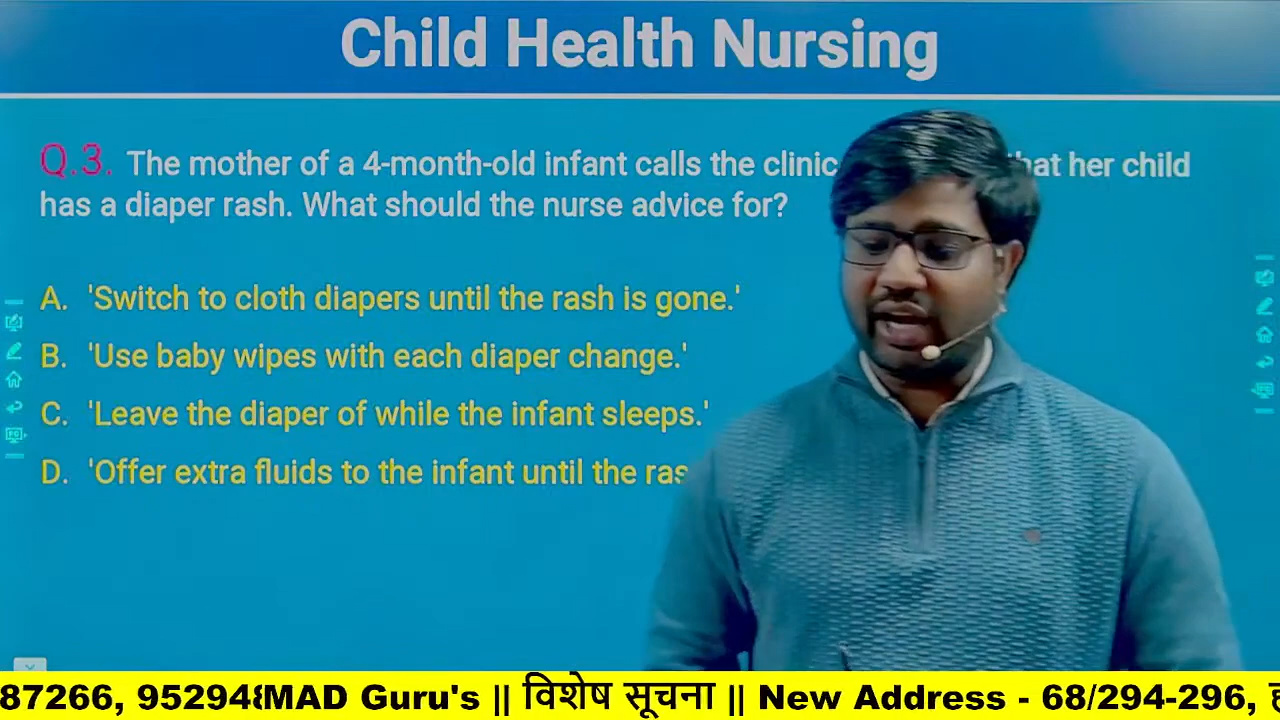 Child Health Nursing
Q.3. The mother of a 4-month-old infant calls the clinic that her child
has a diaper rash. What should the nurse advice for?
A. 'Switch to cloth diapers until the rash is gone.'
B. 'Use baby wipes with each diaper change.'
C. 'Leave the diaper of while the infant sleeps.'
D. 'Offer extra fluids to the infant until the
87266, 95294 MAD Guru's || विशेष सूचना || New Address - 68/294-296,